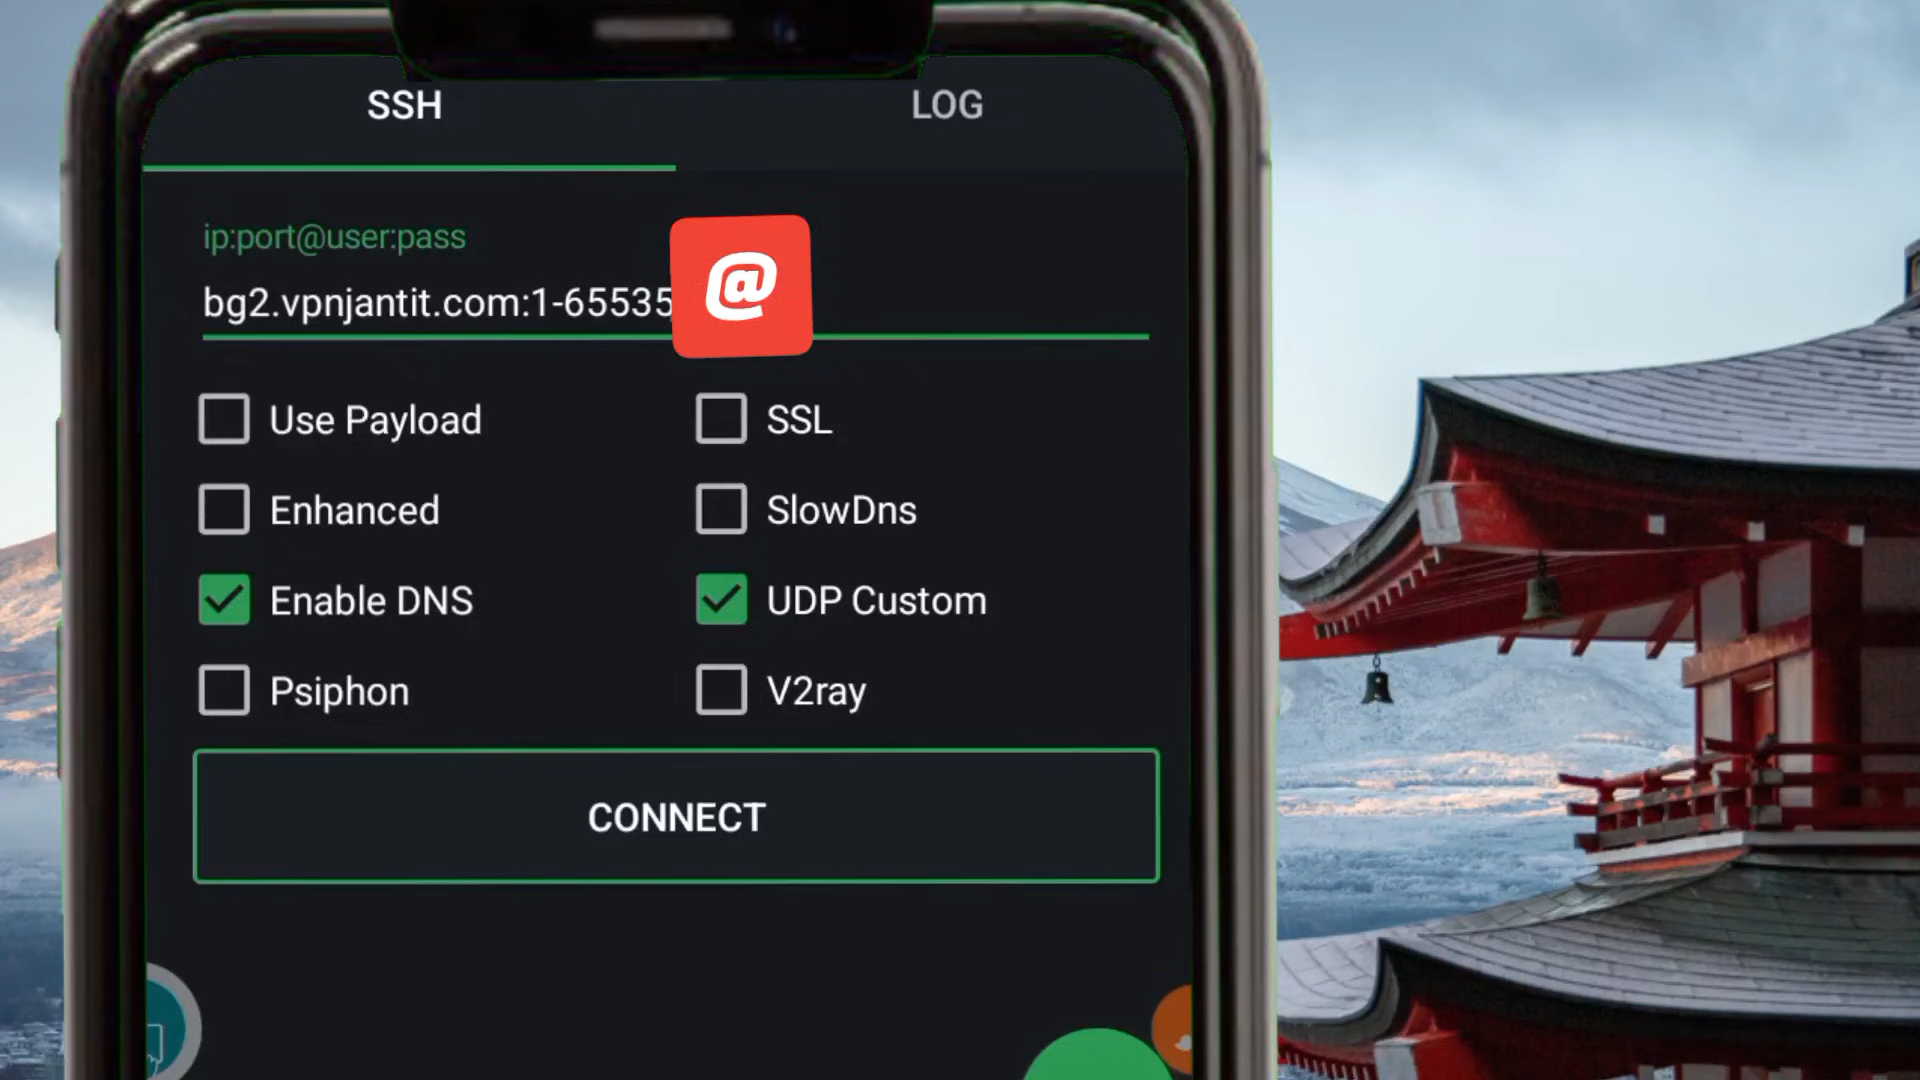 SSH
LOG
ip:port@user:pass
bg2.vpnjantit.com:1-65535
@
Use Payload
SSL
Enhanced
SlowDns
Enable DNS
UDP Custom
Psiphon
V2ray
CONNECT